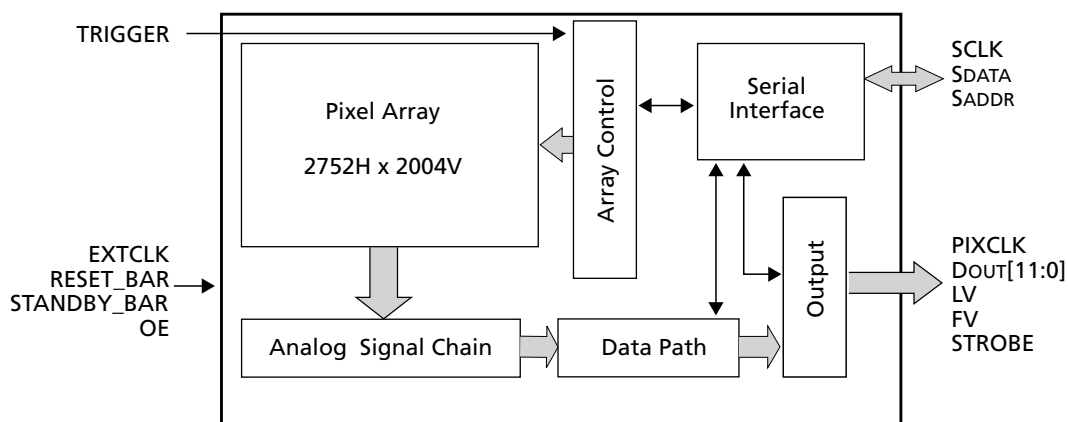 TRIGGER
Pixel Array
2752H x 2004V
Array Control
Serial
Interface
SCLK
SDATA
SADDR
EXTCLK
RESET_BAR
STANDBY_BAR
OE
Analog Signal Chain
Data Path
Output
PIXCLK
DOUT[11:0]
LV
FV
STROBE